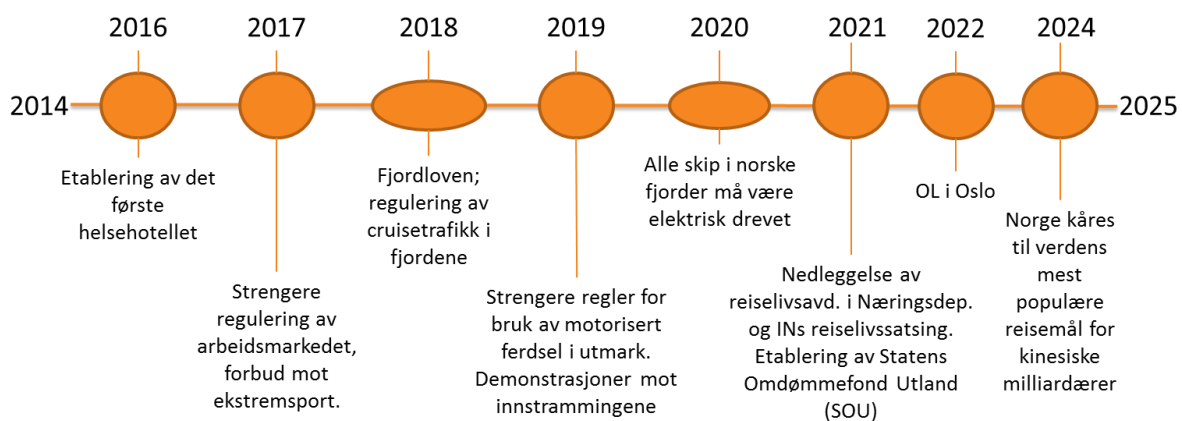 2016
2017
2018
2019
2020
2021
2022
2024
2014
2025
Etablering av det
første
helsehotellet
Strengere
regulering av
arbeidsmarkedet,
forbud mot
ekstremsport.
Fjordloven;
regulering av
cruisetrafikk i
fjordene
Strengere regler for
bruk av motorisert
ferdsel i utmark.
Demonstrasjoner mot
innstrammingene
Alle skip i norske
fjorder må være
elektrisk drevet
Nedleggelse av
reiselivsavd. i Næringsdep.
og INs reiselivssatsing.
Etablering av Statens
Omdømmefond Utland
(SOU)
OL i Oslo
Norge kåres
til verdens
mest
populære
reisemål for
kinesiske
milliardærer